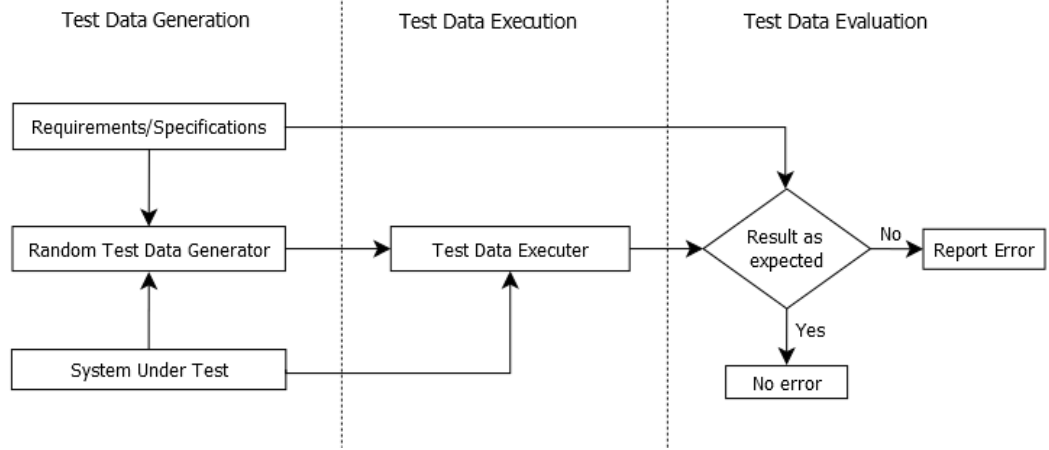 Test Data Generation
Test Data Execution
Test Data Evaluation
Requirements/Specifications
Random Test Data Generator
Test Data Executer
Result as
expected
No
Report Error
Yes
System Under Test
No error